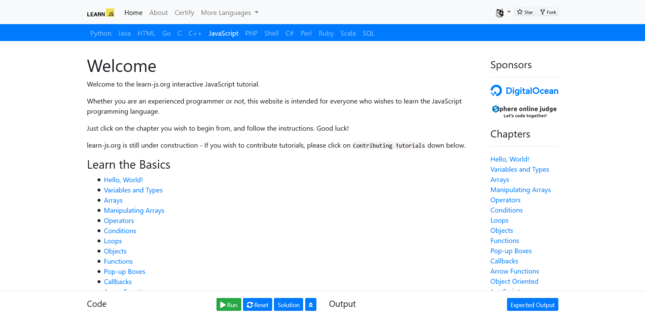 LEARN JS Home About Certify More Languages Star Fork
Python Java HTML Go C C++ JavaScript PHP Shell C# Perl Ruby Scala SQL
Welcome
Welcome to the learn-js.org interactive JavaScript tutorial.
Whether you are an experienced programmer or not, this website is intended for everyone who wishes to learn the JavaScript
programming language.
Just click on the chapter you wish to begin from, and follow the instructions. Good luck!
learn-js.org is still under construction - If you wish to contribute tutorials, please click on Contributing Tutorials down below.
Learn the Basics
Hello, World!
Variables and Types
Arrays
Manipulating Arrays
Operators
Conditions
Loops
Objects
Functions
Pop-up Boxes
Callbacks
Sponsors
DigitalOcean
Sphere online judge
Let's code together!
Chapters
Hello, World!
Variables and Types
Arrays
Manipulating Arrays
Operators
Conditions
Loops
Objects
Functions
Pop-up Boxes
Callbacks
Arrow Functions
Object Oriented
Code Run Reset Solution Output Expected Output